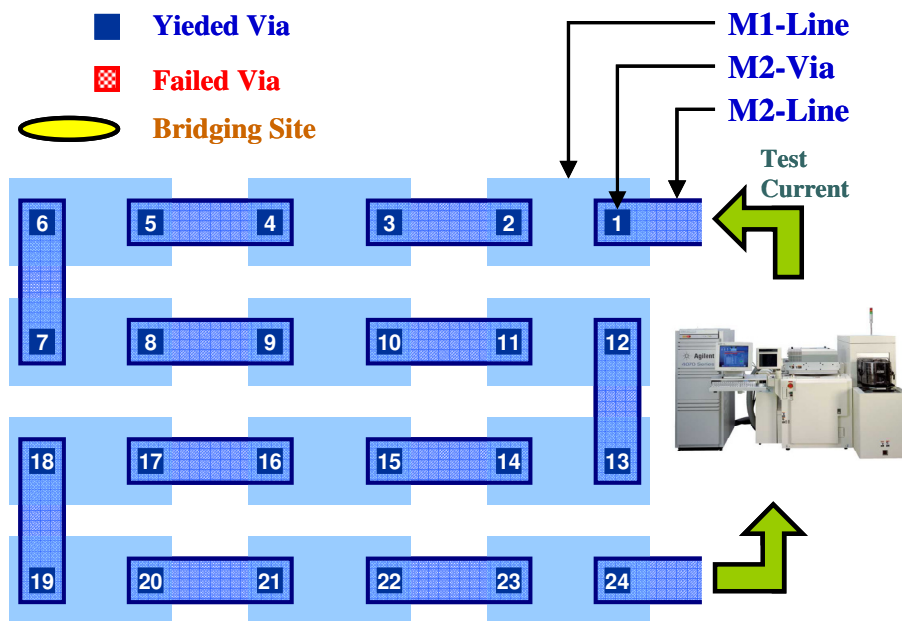 Yieded Via
Failed Via
Bridging Site
M1-Line
M2-Via
M2-Line
Test
Current
6 5 4 3 2 1
7 8 9 10 11 12
18 17 16 15 14 13
19 20 21 22 23 24
Agilent